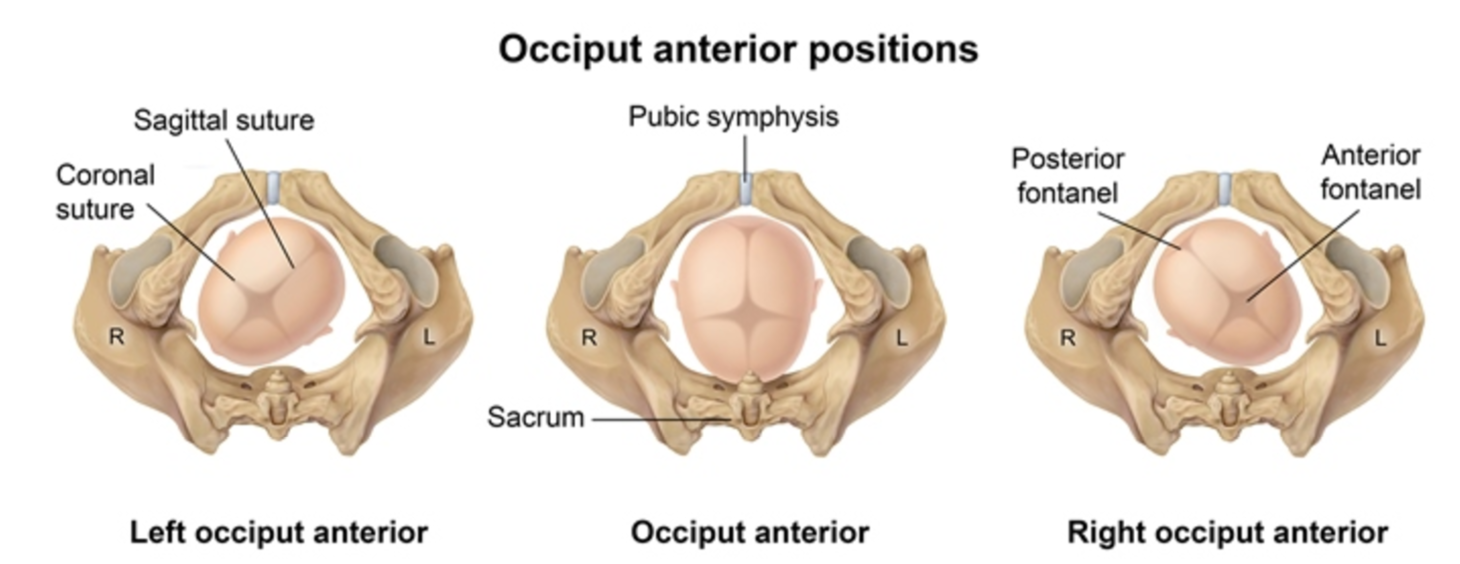 Occiput anterior positions
Sagittal suture
Coronal
suture
R
L
Left occiput anterior
Pubic symphysis
R
L
Sacrum
Occiput anterior
Posterior
fontanel
Anterior
fontanel
R
L
Right occiput anterior